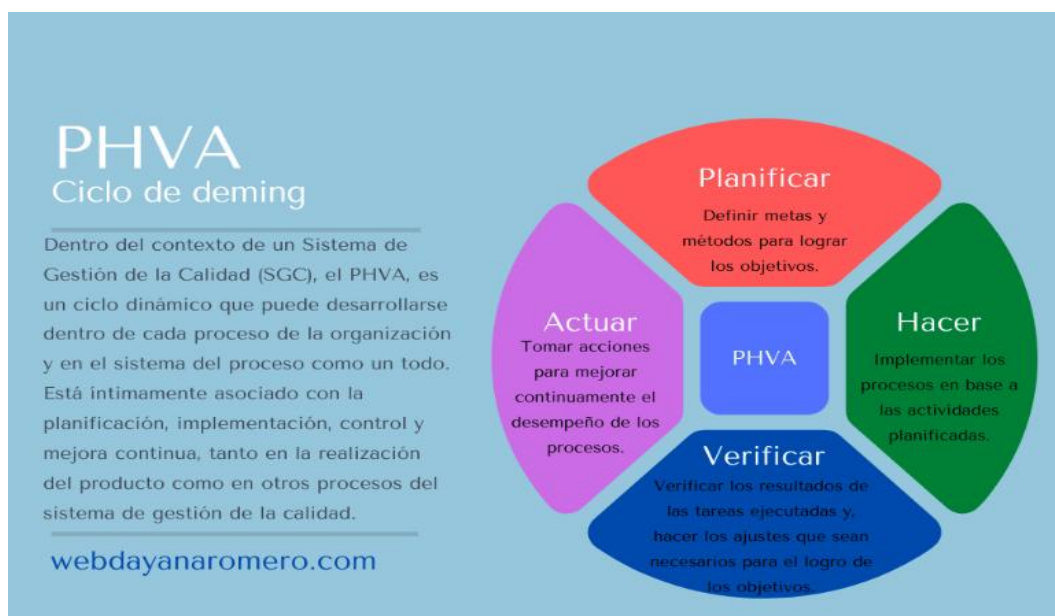 PHVA
Ciclo de deming
Dentro del contexto de un Sistema de
Gestión de la Calidad (SGC), el PHVA, es
un ciclo dinámico que puede desarrollarse
dentro de cada proceso de la organización
y en el sistema del proceso como un todo.
Está íntimamente asociado con la
planificación, implementación, control y
mejora continua, tanto en la realización
del producto como en otros procesos del
sistema de gestión de la calidad.
webdayanaromero.com
Planificar
Definir metas y
métodos para lograr
los objetivos.
Hacer
Implementar los
procesos en base a
las actividades
planificadas.
Verificar
Verificar los resultados de
las tareas ejecutadas y,
hacer los ajustes que sean
necesarios para el logro de
los objetivos.
Actuar
Tomar acciones
para mejorar
continuamente el
desempeño de los
procesos.
PHVA